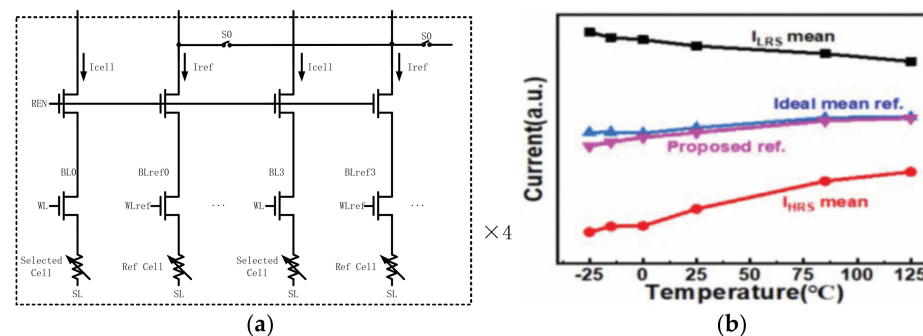 S0 S0
Icell Iref Icell Iref
REN
BL0 BLref0 BL3 BLref3
WL WLref ... WL WLref ...
×4
Selected Cell Ref Cell Selected Cell Ref Cell
SL SL SL SL
(a)
Current(a.u.)
I_LRS mean
Ideal mean ref.
Proposed ref.
I_HRS mean
-25 0 25 50 75 100 125
Temperature(°C)
(b)